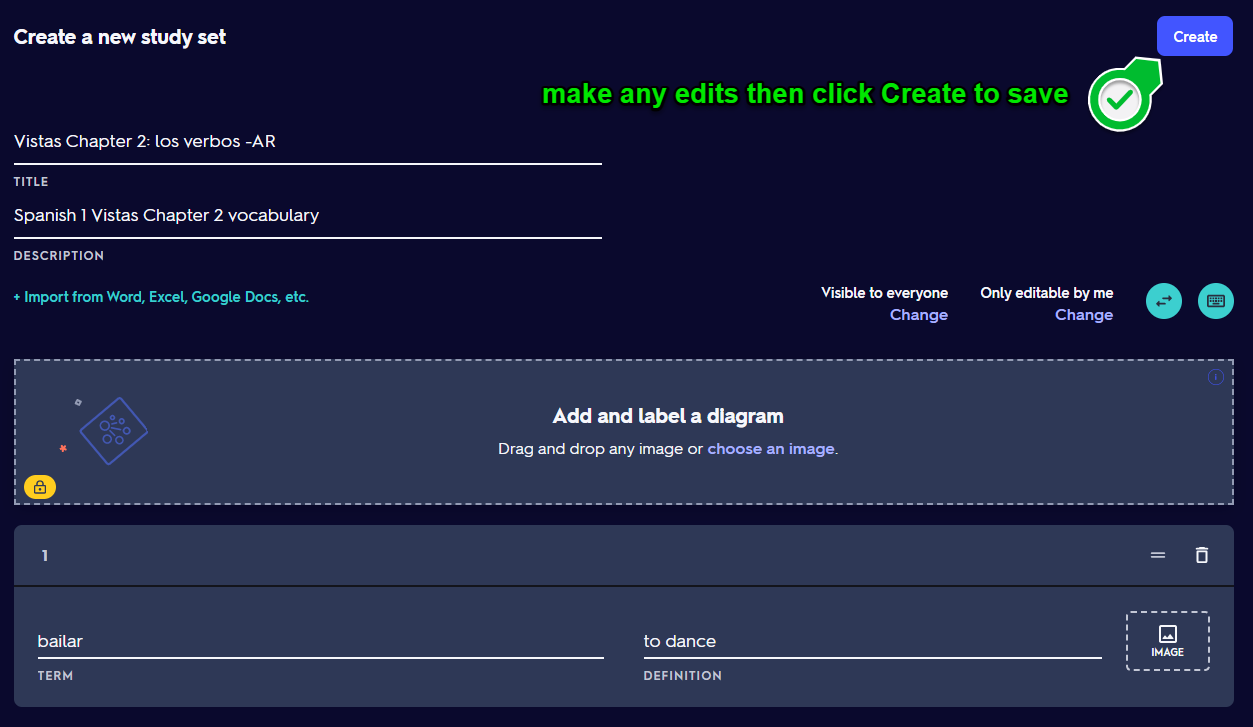 Create a new study set
Create
make any edits then click Create to save
Vistas Chapter 2: los verbos -AR
TITLE
Spanish 1 Vistas Chapter 2 vocabulary
DESCRIPTION
+ Import from Word, Excel, Google Docs, etc.
Visible to everyone
Change
Only editable by me
Change
Add and label a diagram
Drag and drop any image or choose an image.
1
bailar
TERM
to dance
DEFINITION
IMAGE